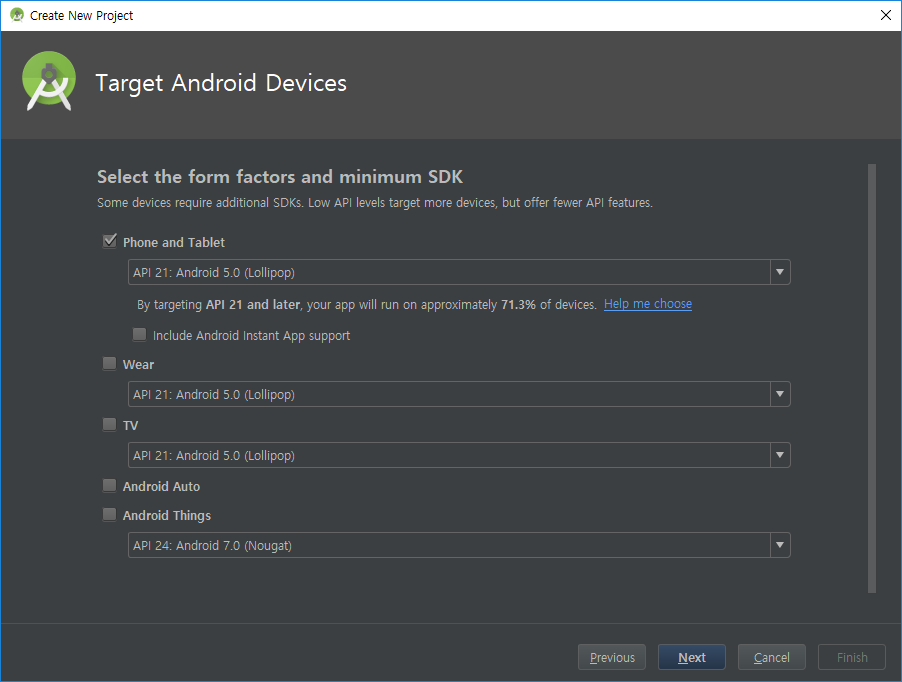 Create New Project
Target Android Devices
Select the form factors and minimum SDK
Some devices require additional SDKs. Low API levels target more devices, but offer fewer API features.
Phone and Tablet
API 21: Android 5.0 (Lollipop)
By targeting API 21 and later, your app will run on approximately 71.3% of devices. Help me choose
Include Android Instant App support
Wear
API 21: Android 5.0 (Lollipop)
TV
API 21: Android 5.0 (Lollipop)
Android Auto
Android Things
API 24: Android 7.0 (Nougat)
Previous Next Cancel Finish